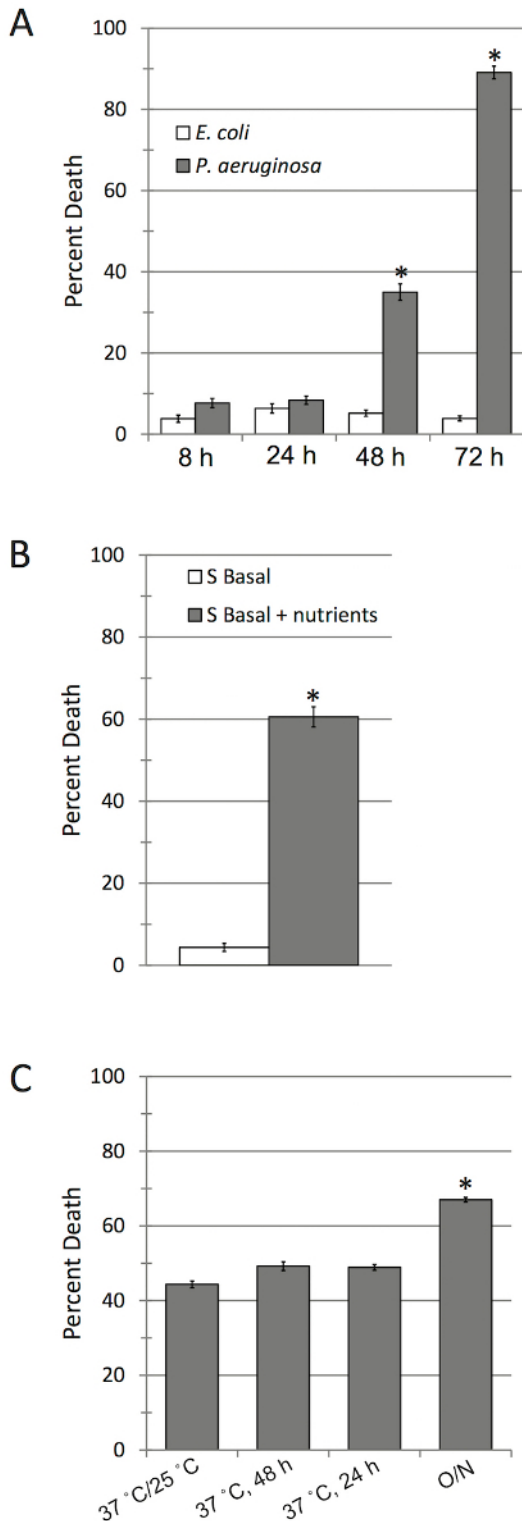 A
100
80
60
40
20
0
Percent Death
E. coli
P. aeruginosa
*
*
8 h 24 h 48 h 72 h
B
100
80
60
40
20
0
Percent Death
S Basal
S Basal + nutrients
*
C
100
80
60
40
20
0
Percent Death
*
37 °C/25 °C 37 °C, 48 h 37 °C, 24 h O/N